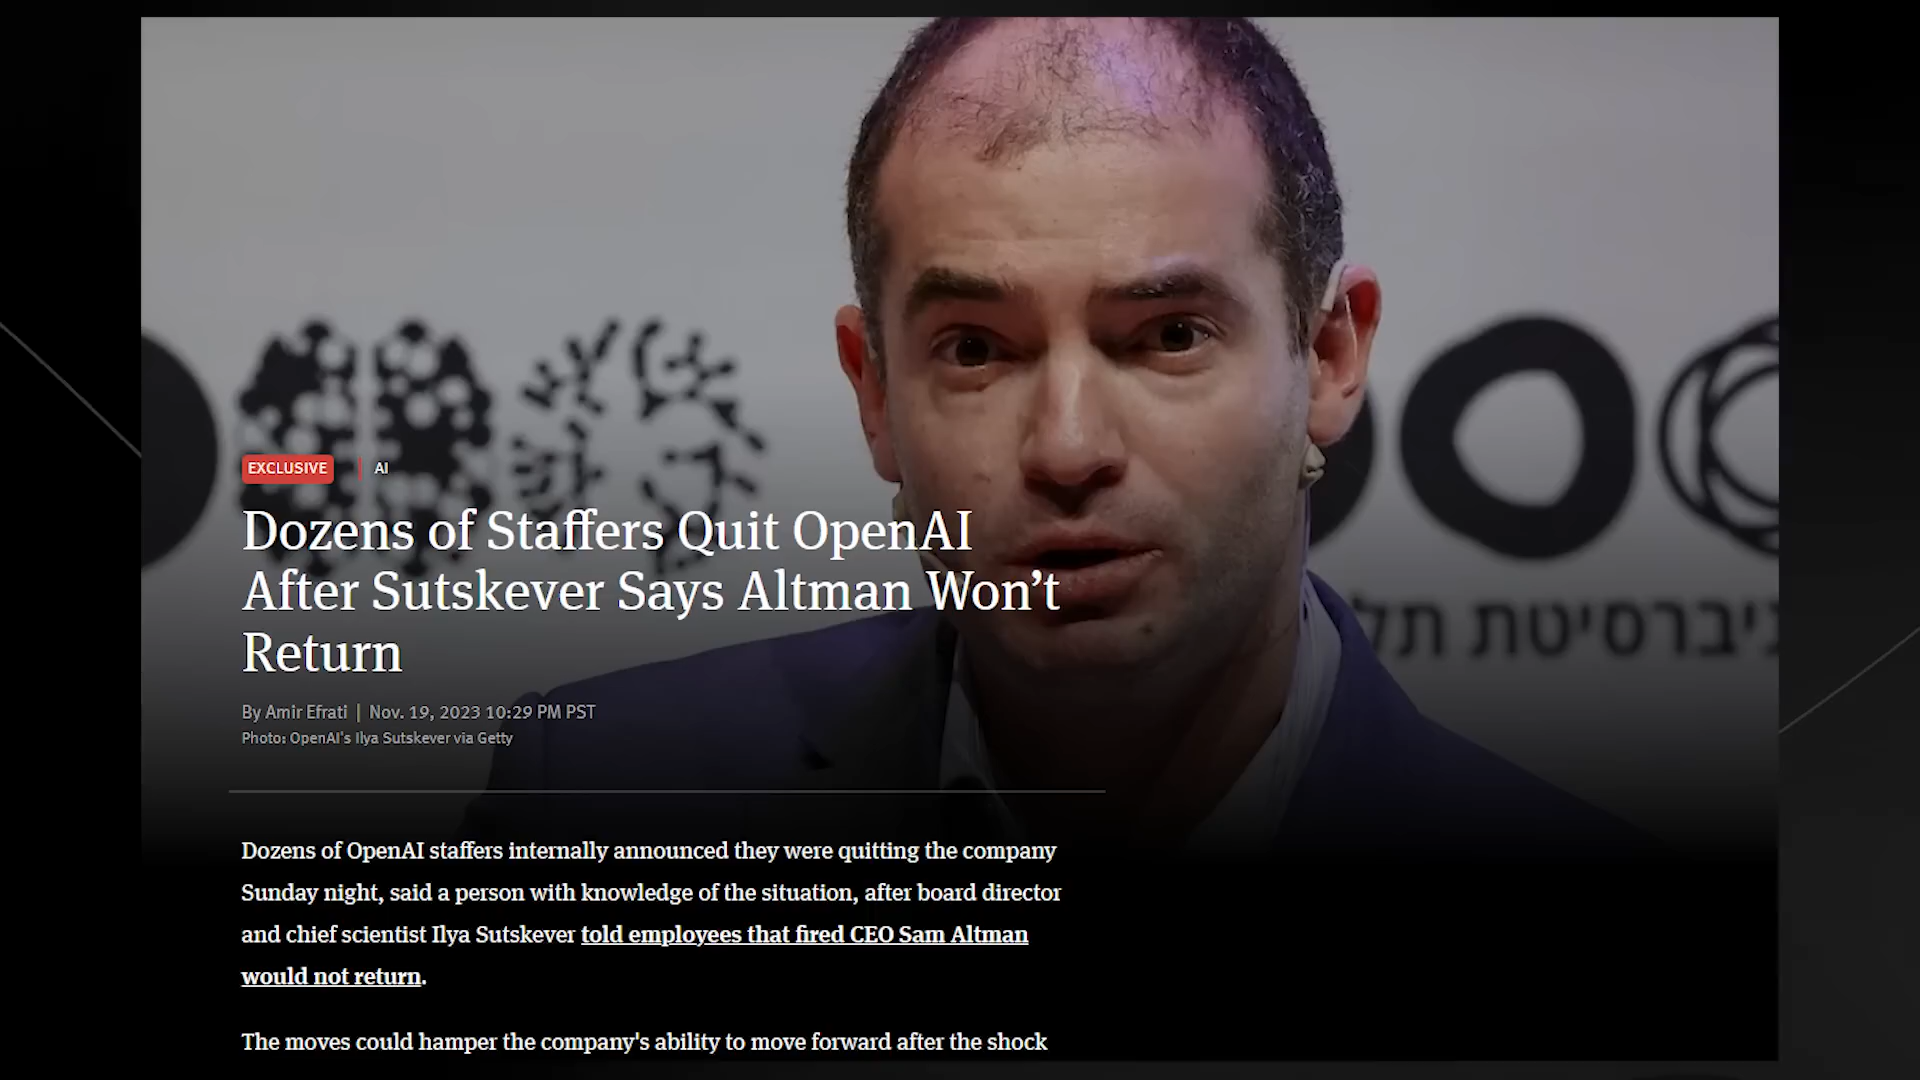 EXCLUSIVE | AI
Dozens of Staffers Quit OpenAI
After Sutskever Says Altman Won’t
Return
By Amir Efrati | Nov. 19, 2023 10:29 PM PST
Photo: OpenAI's Ilya Sutskever via Getty
Dozens of OpenAI staffers internally announced they were quitting the company
Sunday night, said a person with knowledge of the situation, after board director
and chief scientist Ilya Sutskever told employees that fired CEO Sam Altman
would not return.
The moves could hamper the company's ability to move forward after the shock